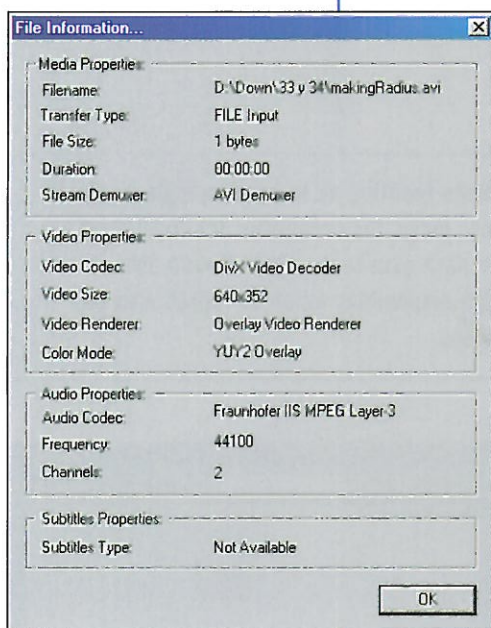 File Information...
Media Properties:
Filename: D:\Down\33 y 34\makingRadius.avi
Transfer Type: FILE Input
File Size: 1 bytes
Duration: 00:00:00
Stream Demuxer: AVI Demuxer
Video Properties:
Video Codec: DivX Video Decoder
Video Size: 640x352
Video Renderer: Overlay Video Renderer
Color Mode: YUY2 Overlay
Audio Properties:
Audio Codec: Fraunhofer IIS MPEG Layer-3
Frequency: 44100
Channels: 2
Subtitles Properties:
Subtitles Type: Not Available
OK